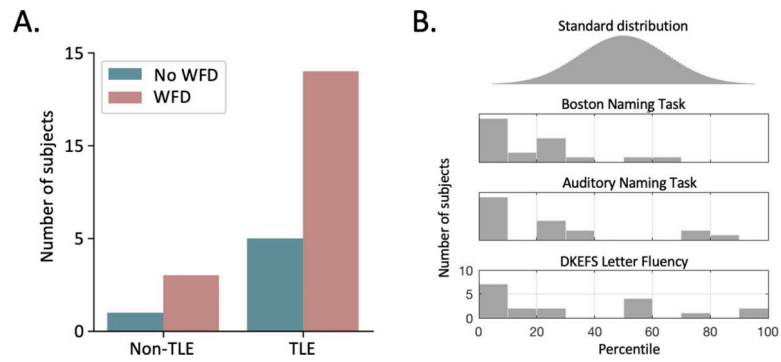 A.
Number of subjects
15
15
5
0
No WFD
WFD
Non-TLE
TLE
B.
Standard distribution
Boston Naming Task
Auditory Naming Task
DKEFS Letter Fluency
Number of subjects
10
5
0
0
20
40
60
80
100
Percentile